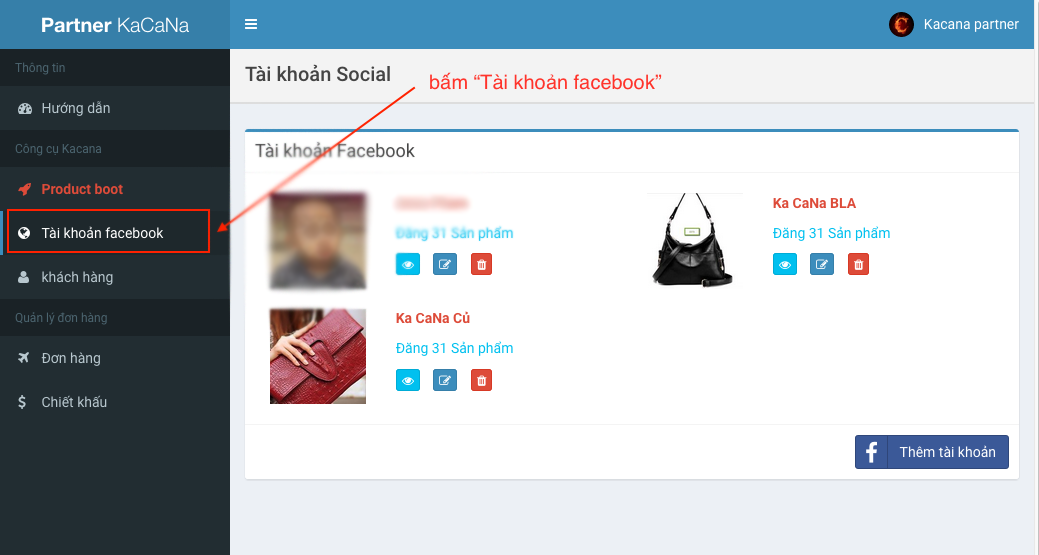 Partner KaCaNa
Kacana partner
Thông tin
Hướng dẫn
Công cụ Kacana
Product boot
Tài khoản facebook
khách hàng
Quản lý đơn hàng
Đơn hàng
Chiết khấu
Tài khoản Social
bấm “Tài khoản facebook”
Tài khoản Facebook
Đăng 31 Sản phẩm
Ka CaNa BLA
Đăng 31 Sản phẩm
Ka CaNa Củ
Đăng 31 Sản phẩm
f Thêm tài khoản